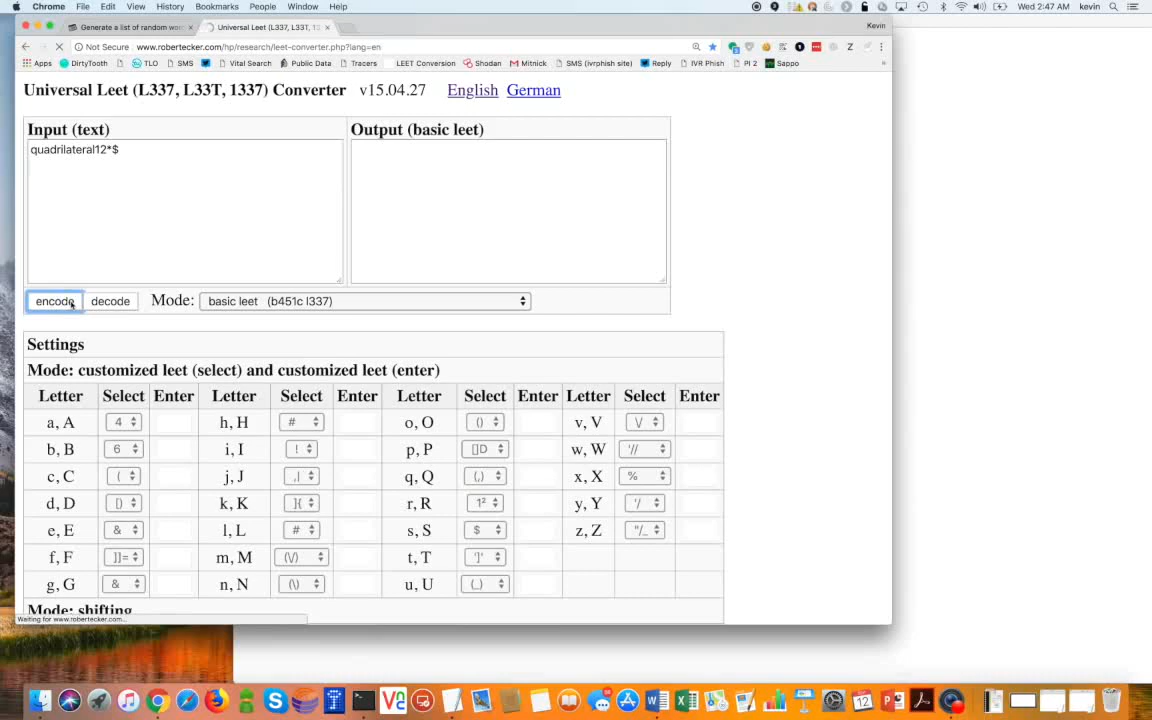 Chrome File Edit View History Bookmarks People Window Help Wed 2:47 AM kevin
Generate a list of random wor Universal Leet (L337, L33T, 13 Kevin
Not Secure www.robertecker.com/hp/research/leet-converter.php?lang=en
Apps DirtyTooth TLO SMS Vital Search Public Data Tracers LEET Conversion Shodan Mitnick SMS (ivrphish site) Reply IVR Phish PI 2 Sappo
Universal Leet (L337, L33T, 1337) Converter v15.04.27 English German
Input (text) Output (basic leet)
quadrilateral12*$
encode decode Mode: basic leet (b451c l337)
Settings
Mode: customized leet (select) and customized leet (enter)
Letter Select Enter Letter Select Enter Letter Select Enter Letter Select Enter
a, A 4 h, H # o, O () v, V \/
b, B 6 i, I ! p, P []D w, W '//
c, C ( j, J ,| q, Q (,) x, X %
d, D [) k, K ]{ r, R 1² y, Y '/
e, E & l, L # s, S $ z, Z "/_
f, F ]]= m, M (V) t, T ']'
g, G & n, N (\) u, U (_)
Mode: shifting
Waiting for www.robertecker.com...